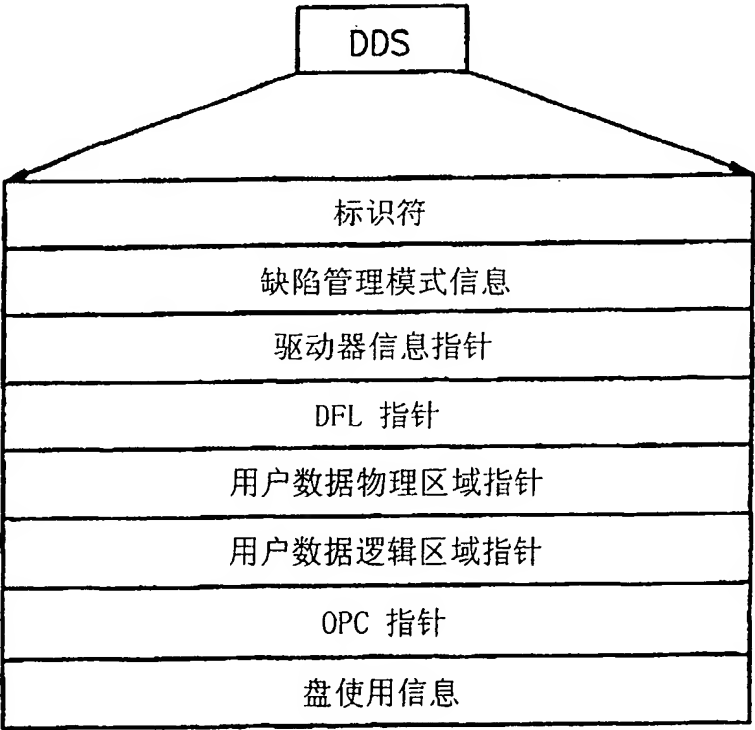 DDS
标识符
缺陷管理模式信息
驱动器信息指针
DFL 指针
用户数据物理区域指针
用户数据逻辑区域指针
OPC 指针
盘使用信息